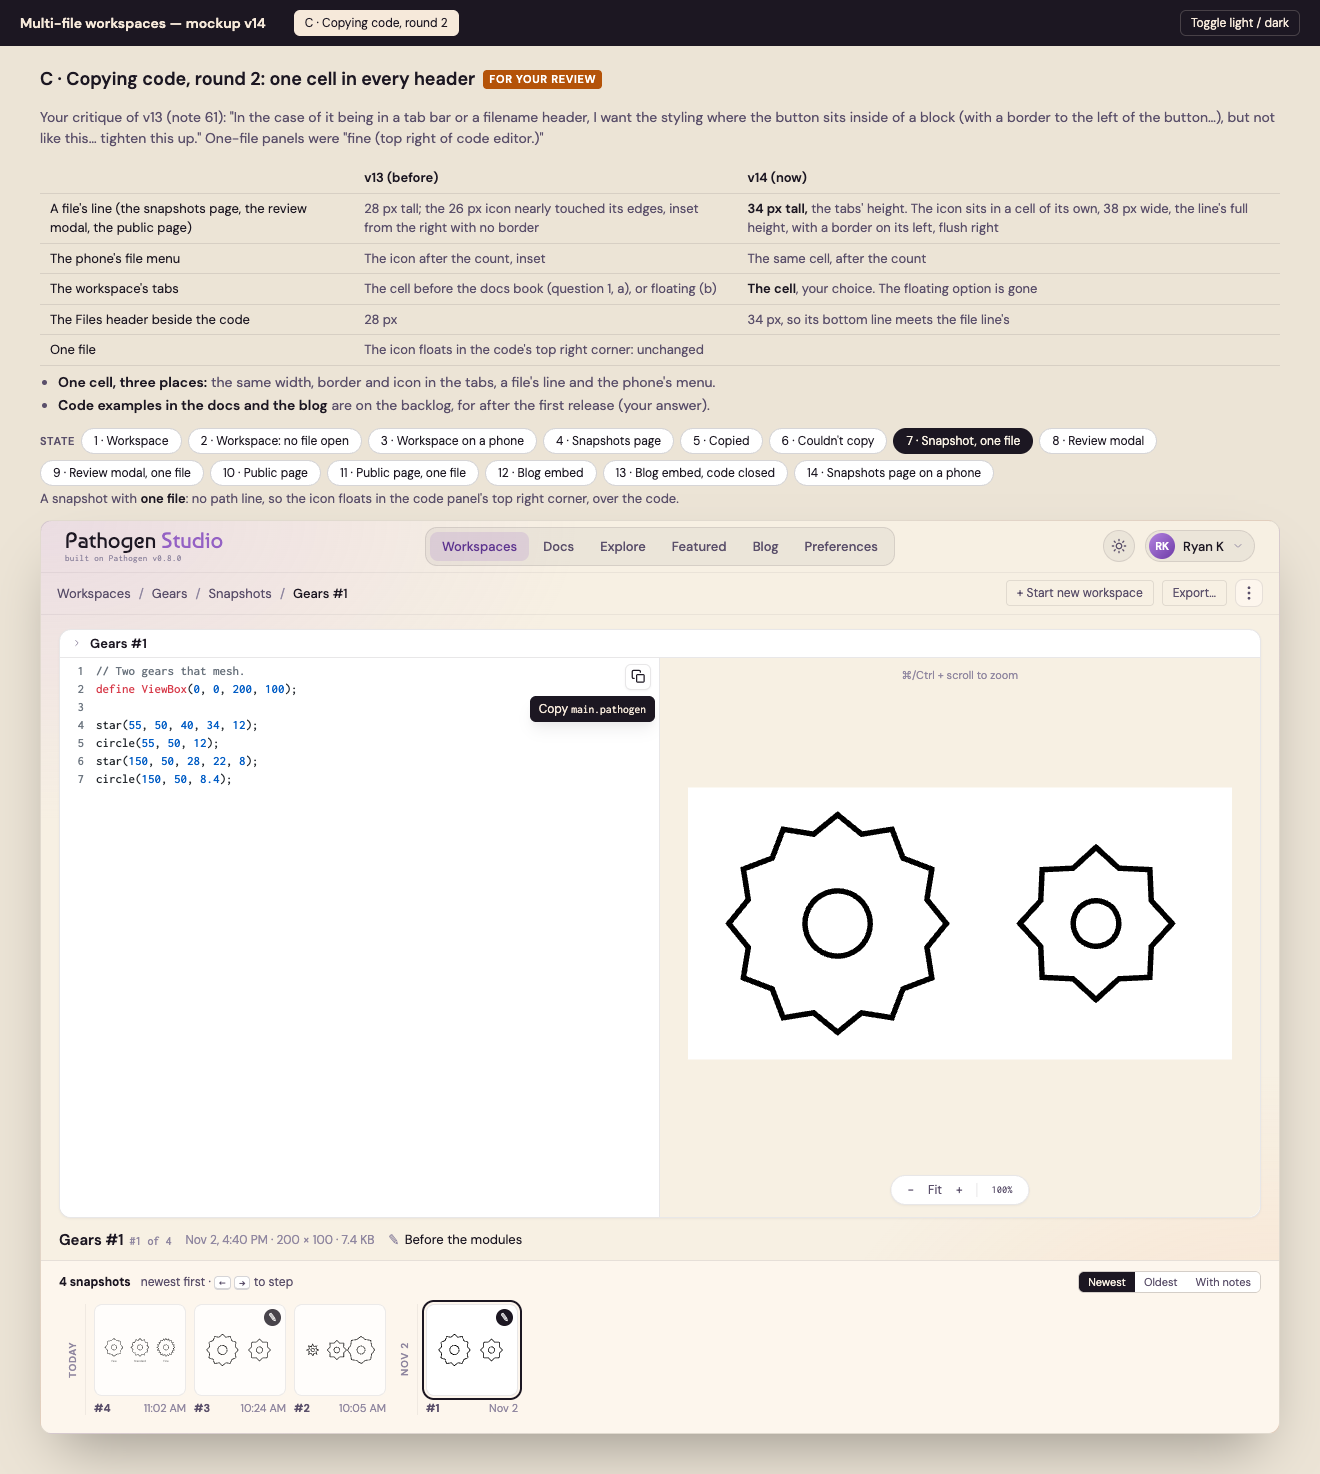 Multi-file workspaces — mockup v14
C · Copying code, round 2
Toggle light / dark
C · Copying code, round 2: one cell in every header
FOR YOUR REVIEW
Your critique of v13 (note 61): "In the case of it being in a tab bar or a filename header, I want the styling where the button sits inside of a block (with a border to the left of the button…), but not
like this… tighten this up." One-file panels were "fine (top right of code editor.)"
v13 (before)
v14 (now)
A file's line (the snapshots page, the review
modal, the public page)
28 px tall; the 26 px icon nearly touched its edges, inset
from the right with no border
34 px tall, the tabs' height. The icon sits in a cell of its own, 38 px wide, the line's full
height, with a border on its left, flush right
The phone's file menu
The icon after the count, inset
The same cell, after the count
The workspace's tabs
The cell before the docs book (question 1, a), or floating (b)
The cell, your choice. The floating option is gone
The Files header beside the code
28 px
34 px, so its bottom line meets the file line's
One file
The icon floats in the code's top right corner: unchanged
• One cell, three places: the same width, border and icon in the tabs, a file's line and the phone's menu.
• Code examples in the docs and the blog are on the backlog, for after the first release (your answer).
STATE
1 · Workspace
2 · Workspace: no file open
3 · Workspace on a phone
4 · Snapshots page
5 · Copied
6 · Couldn't copy
7 · Snapshot, one file
8 · Review modal
9 · Review modal, one file
10 · Public page
11 · Public page, one file
12 · Blog embed
13 · Blog embed, code closed
14 · Snapshots page on a phone
A snapshot with one file: no path line, so the icon floats in the code panel's top right corner, over the code.
Pathogen Studio
built on Pathogen v0.8.0
Workspaces
Docs
Explore
Featured
Blog
Preferences
RK
Ryan K
Workspaces / Gears / Snapshots / Gears #1
+ Start new workspace
Export…
Gears #1
1 // Two gears that mesh.
2 define ViewBox(0, 0, 200, 100);
3
4 star(55, 50, 40, 34, 12);
5 circle(55, 50, 12);
6 star(150, 50, 28, 22, 8);
7 circle(150, 50, 8.4);
Copy main.pathogen
⌘/Ctrl + scroll to zoom
− Fit + 100%
Gears #1 #1 of 4 Nov 2, 4:40 PM · 200 × 100 · 7.4 KB ✎ Before the modules
4 snapshots newest first · ← → to step
Newest
Oldest
With notes
TODAY
#4 11:02 AM
#3 10:24 AM
#2 10:05 AM
NOV 2
#1 Nov 2